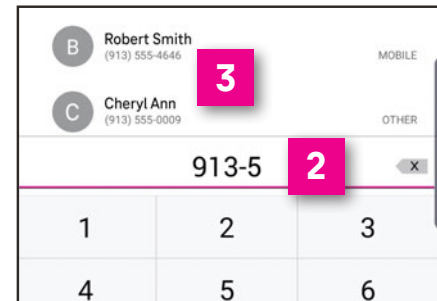 B Robert Smith
(913) 555-4646 MOBILE
3
C Cheryl Ann
(913) 555-0009 OTHER
913-5 2 X
1 2 3
4 5 6